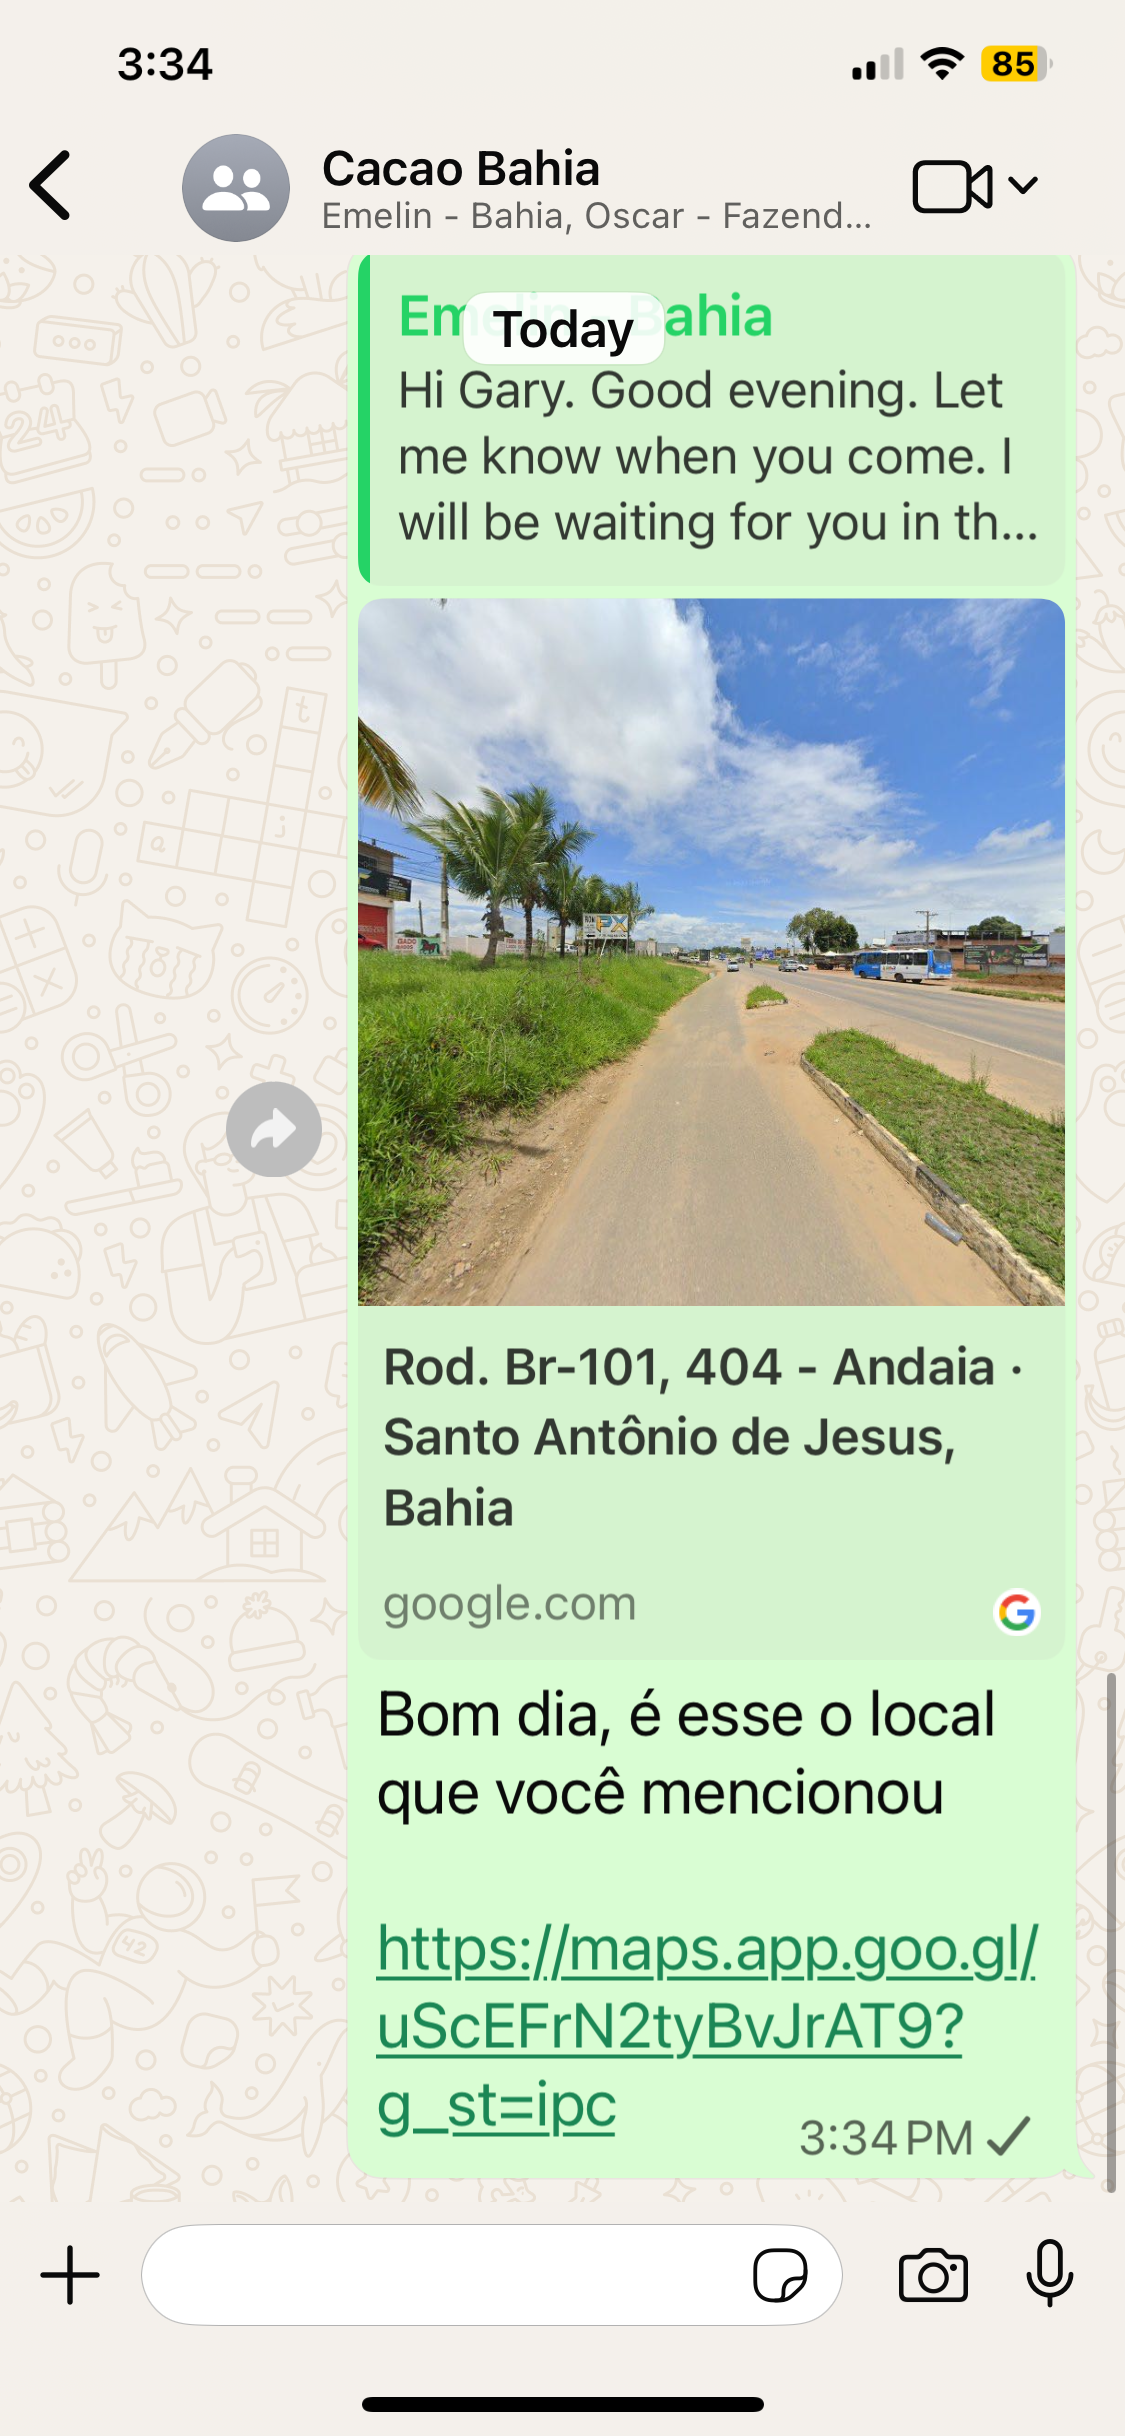 3:34
85
Cacao Bahia
Emelin - Bahia, Oscar - Fazend...
Today
Emelin - Bahia
Hi Gary. Good evening. Let
me know when you come. I
will be waiting for you in th...
PX
Rod. Br-101, 404 - Andaia ·
Santo Antônio de Jesus,
Bahia
google.com
Bom dia, é esse o local
que você mencionou
https://maps.app.goo.gl/
uScEFrN2tyBvJrAT9?
g_st=ipc
3:34 PM